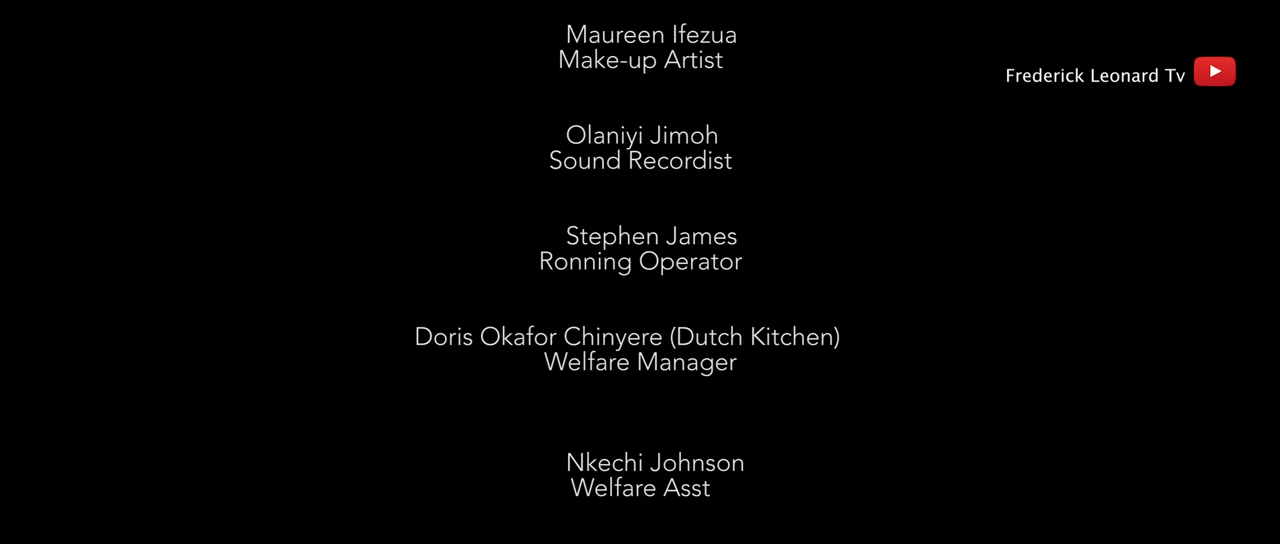 Maureen Ifezua
Make-up Artist
Frederick Leonard Tv
Olaniyi Jimoh
Sound Recordist
Stephen James
Ronning Operator
Doris Okafor Chinyere (Dutch Kitchen)
Welfare Manager
Nkechi Johnson
Welfare Asst